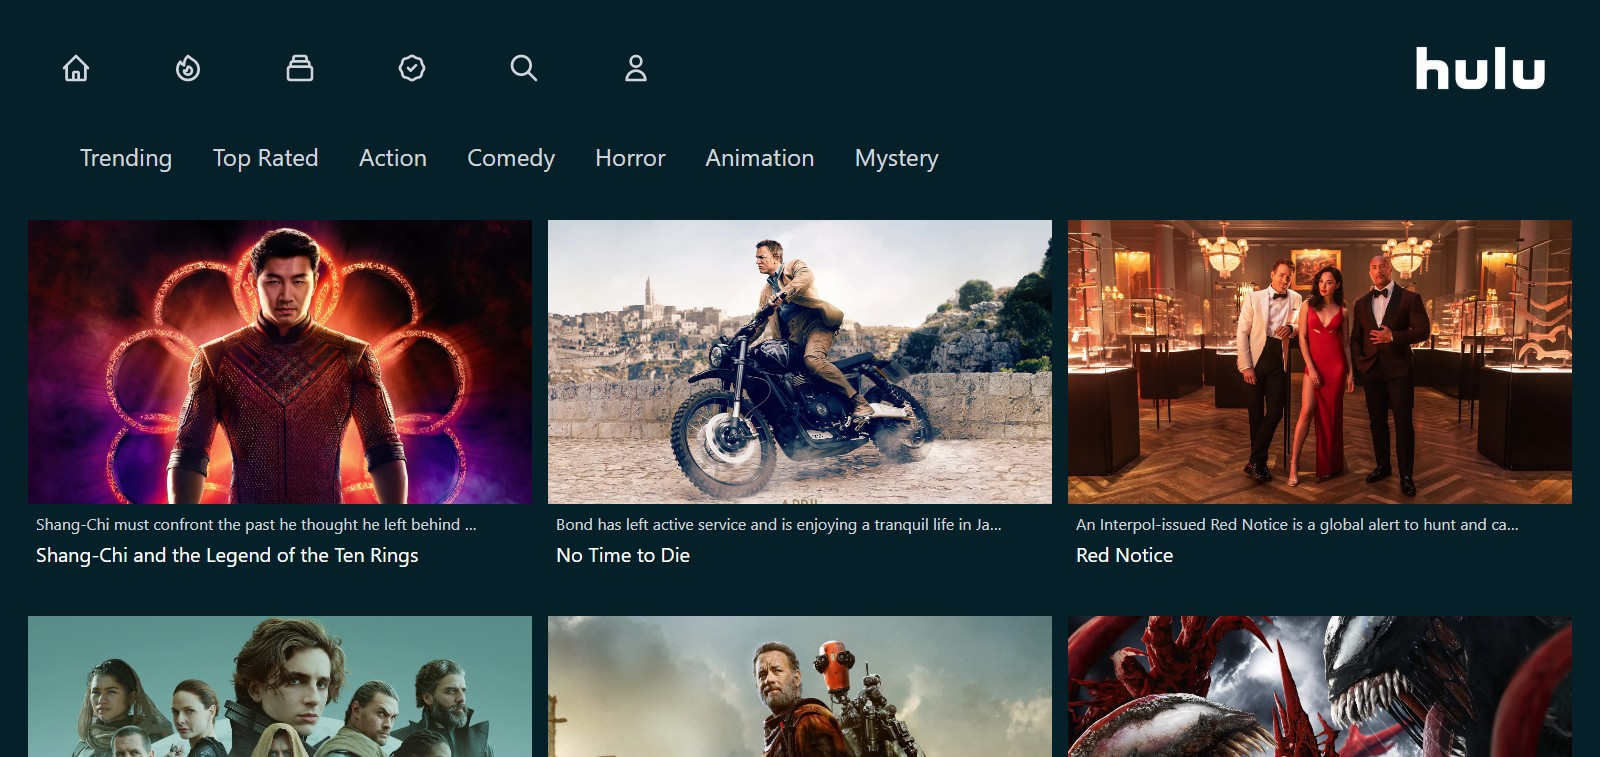 hulu
Trending Top Rated Action Comedy Horror Animation Mystery
Shang-Chi must confront the past he thought he left behind ...
Shang-Chi and the Legend of the Ten Rings
Bond has left active service and is enjoying a tranquil life in Ja...
No Time to Die
An Interpol-issued Red Notice is a global alert to hunt and ca...
Red Notice